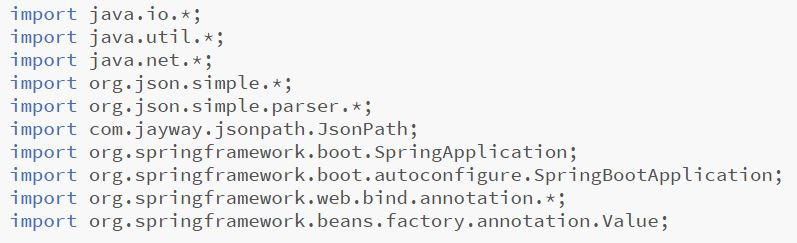 import java.io.*;
import java.util.*;
import java.net.*;
import org.json.simple.*;
import org.json.simple.parser.*;
import com.jayway.jsonpath.JsonPath;
import org.springframework.boot.SpringApplication;
import org.springframework.boot.autoconfigure.SpringBootApplication;
import org.springframework.web.bind.annotation.*;
import org.springframework.beans.factory.annotation.Value;